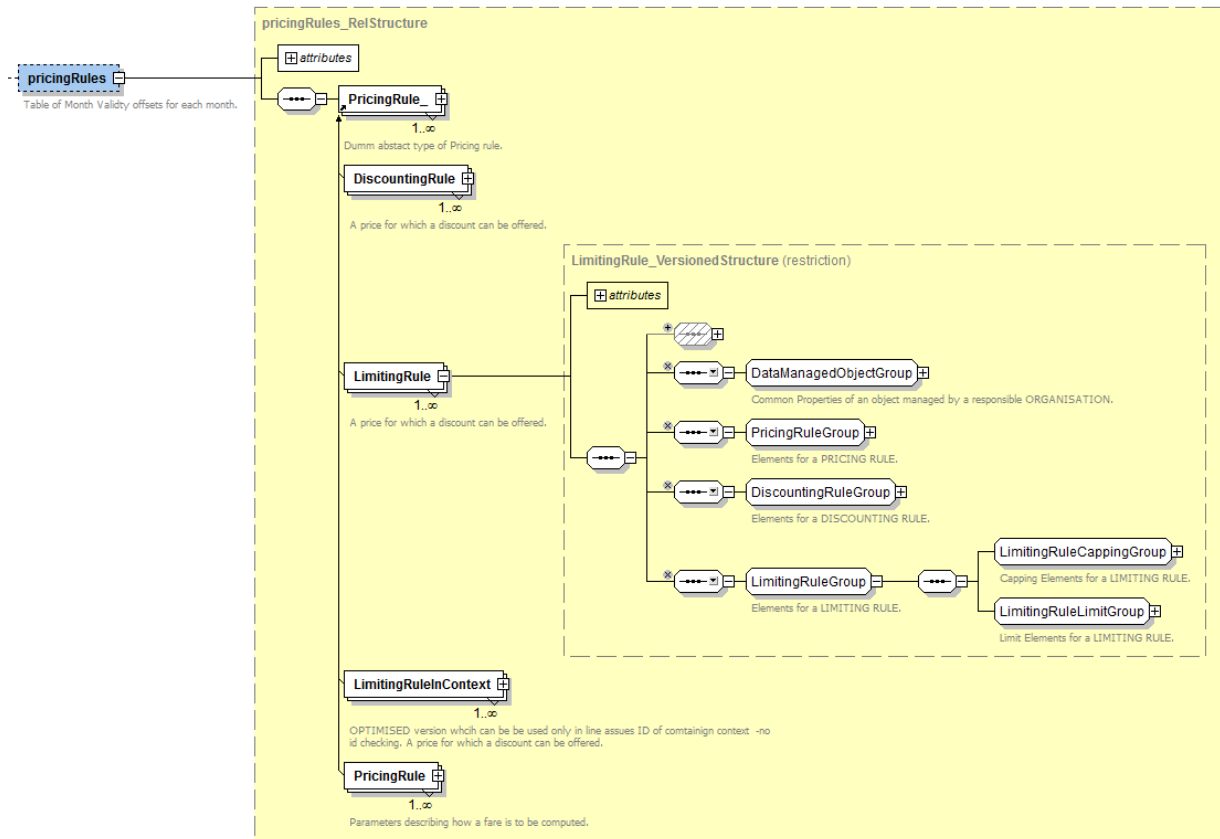 pricingRules_RelStructure
attributes
pricingRules
Table of Month Validty offsets for each month.
PricingRule_
1..∞
Dumm abstact type of Pricing rule.
DiscountingRule
1..∞
A price for which a discount can be offered.
LimitingRule_VersionedStructure (restriction)
attributes
DataManagedObjectGroup
Common Properties of an object managed by a responsible ORGANISATION.
LimitingRule
1..∞
A price for which a discount can be offered.
PricingRuleGroup
Elements for a PRICING RULE.
DiscountingRuleGroup
Elements for a DISCOUNTING RULE.
LimitingRuleGroup
Elements for a LIMITING RULE.
LimitingRuleCappingGroup
Capping Elements for a LIMITING RULE.
LimitingRuleLimitGroup
Limit Elements for a LIMITING RULE.
LimitingRuleInContext
1..∞
OPTIMISED version whcih can be be used only in line assues ID of comtainign context -no
id checking. A price for which a discount can be offered.
PricingRule
1..∞
Parameters describing how a fare is to be computed.